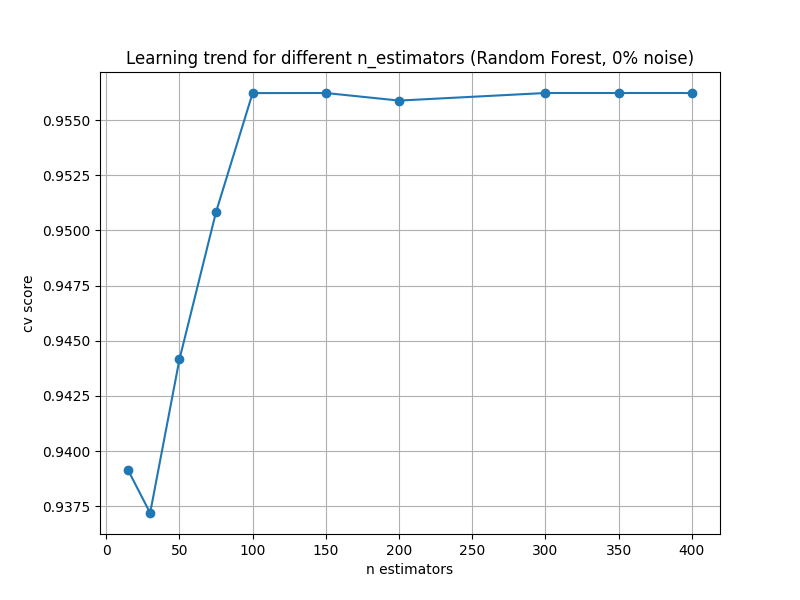 Learning trend for different n_estimators (Random Forest, 0% noise)
cv score
0.9550
0.9525
0.9500
0.9475
0.9450
0.9425
0.9400
0.9375
0 50 100 150 200 250 300 350 400
n estimators